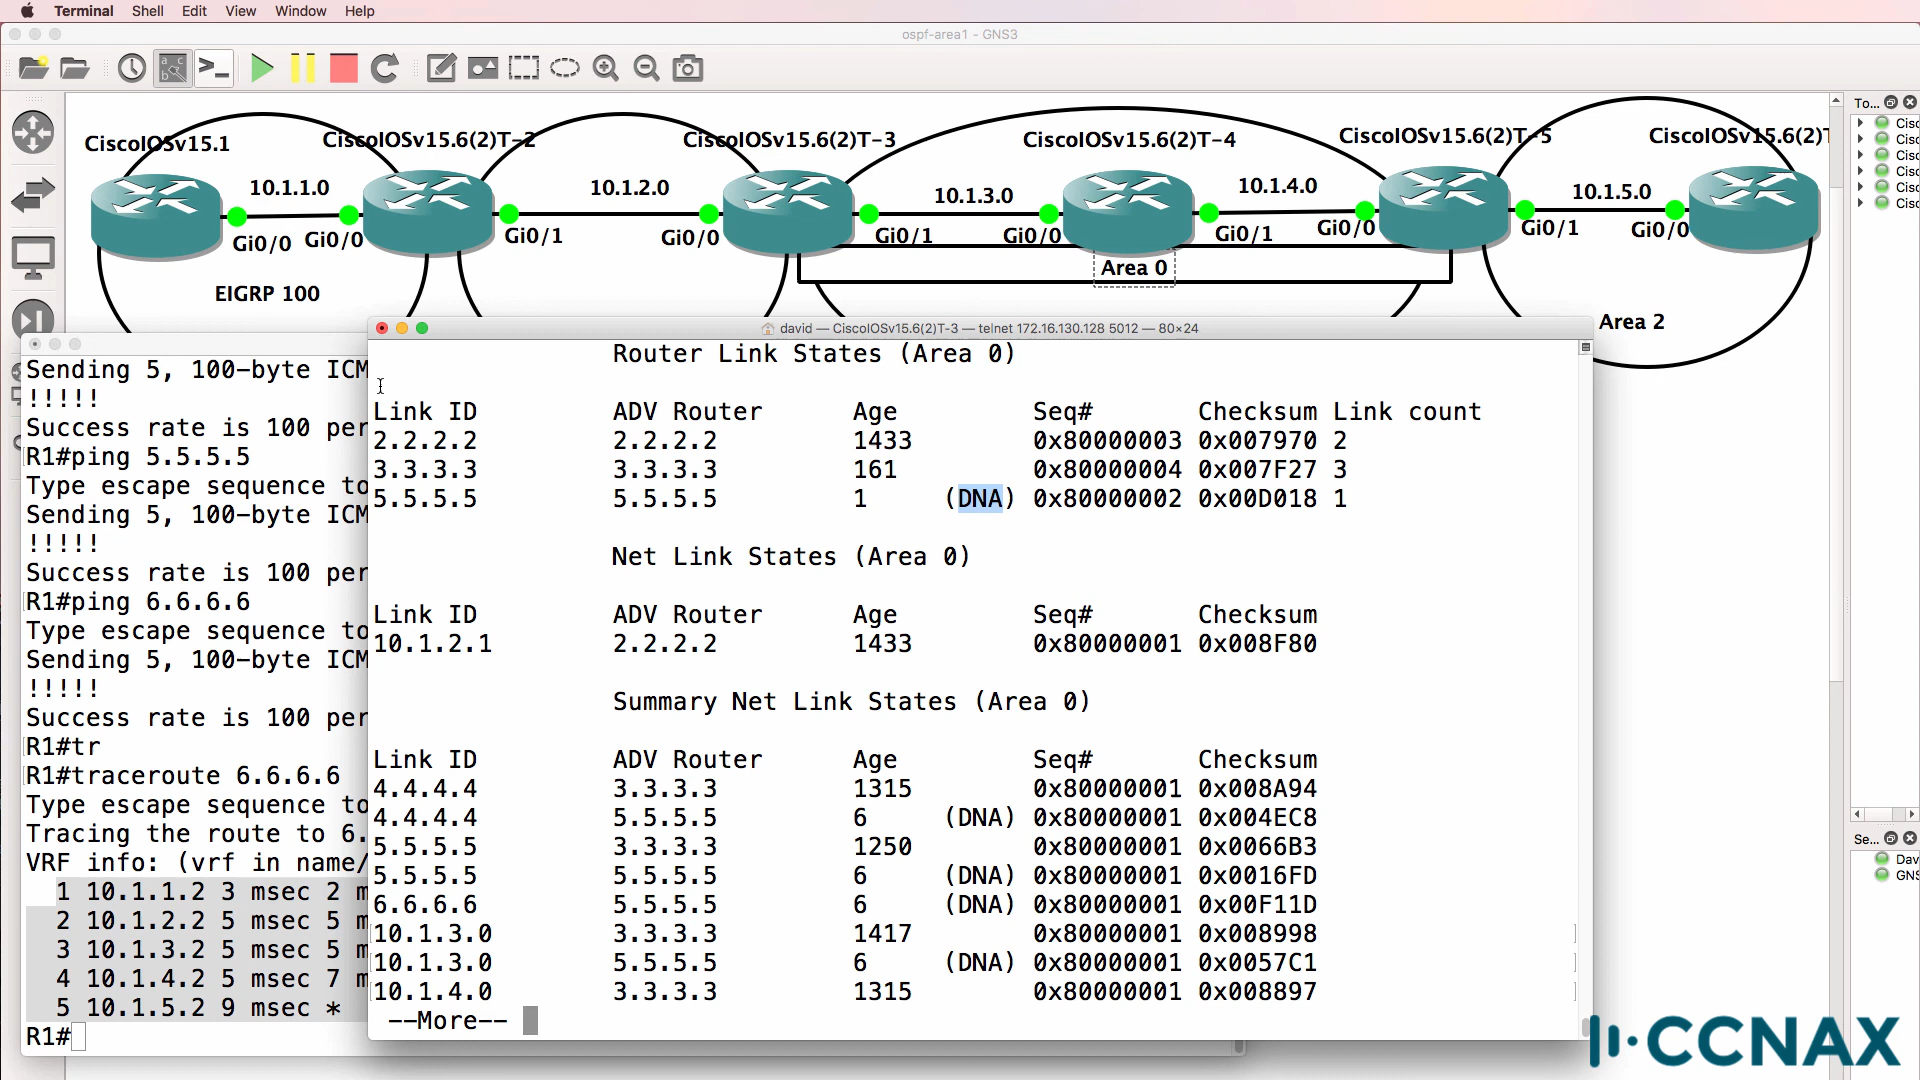 Terminal Shell Edit View Window Help
ospf-area1 - GNS3
To...
CiscoIOSv15.1 CiscoIOSv15.6(2)T-2 CiscoIOSv15.6(2)T-3 CiscoIOSv15.6(2)T-4 CiscoIOSv15.6(2)T-5 CiscoIOSv15.6(2)T
Cisc
Cisc
Cisc
Cisc
Cisc
Cisc
10.1.1.0 10.1.2.0 10.1.3.0 10.1.4.0 10.1.5.0
Gi0/0 Gi0/0 Gi0/1 Gi0/0 Gi0/1 Gi0/0 Gi0/1 Gi0/0 Gi0/1 Gi0/0
Area 0
EIGRP 100
Area 2
david — CiscoIOSv15.6(2)T-3 — telnet 172.16.130.128 5012 — 80×24
Router Link States (Area 0)
Link ID ADV Router Age Seq# Checksum Link count
2.2.2.2 2.2.2.2 1433 0x80000003 0x007970 2
3.3.3.3 3.3.3.3 161 0x80000004 0x007F27 3
5.5.5.5 5.5.5.5 1 (DNA) 0x80000002 0x00D018 1
Net Link States (Area 0)
Link ID ADV Router Age Seq# Checksum
10.1.2.1 2.2.2.2 1433 0x80000001 0x008F80
Summary Net Link States (Area 0)
Link ID ADV Router Age Seq# Checksum
4.4.4.4 3.3.3.3 1315 0x80000001 0x008A94
4.4.4.4 5.5.5.5 6 (DNA) 0x80000001 0x004EC8
5.5.5.5 3.3.3.3 1250 0x80000001 0x0066B3
5.5.5.5 5.5.5.5 6 (DNA) 0x80000001 0x0016FD
6.6.6.6 5.5.5.5 6 (DNA) 0x80000001 0x00F11D
10.1.3.0 3.3.3.3 1417 0x80000001 0x008998
10.1.3.0 5.5.5.5 6 (DNA) 0x80000001 0x0057C1
10.1.4.0 3.3.3.3 1315 0x80000001 0x008897
--More--
Sending 5, 100-byte ICM
!!!!!
Success rate is 100 per
R1#ping 5.5.5.5
Type escape sequence to
Sending 5, 100-byte ICM
!!!!!
Success rate is 100 per
R1#ping 6.6.6.6
Type escape sequence to
Sending 5, 100-byte ICM
!!!!!
Success rate is 100 per
R1#tr
R1#traceroute 6.6.6.6
Type escape sequence to
Tracing the route to 6.
VRF info: (vrf in name/
1 10.1.1.2 3 msec 2 m
2 10.1.2.2 5 msec 5 m
3 10.1.3.2 5 msec 5 m
4 10.1.4.2 5 msec 7 m
5 10.1.5.2 9 msec *
R1#
Se...
Dav
GNS
CCNAX